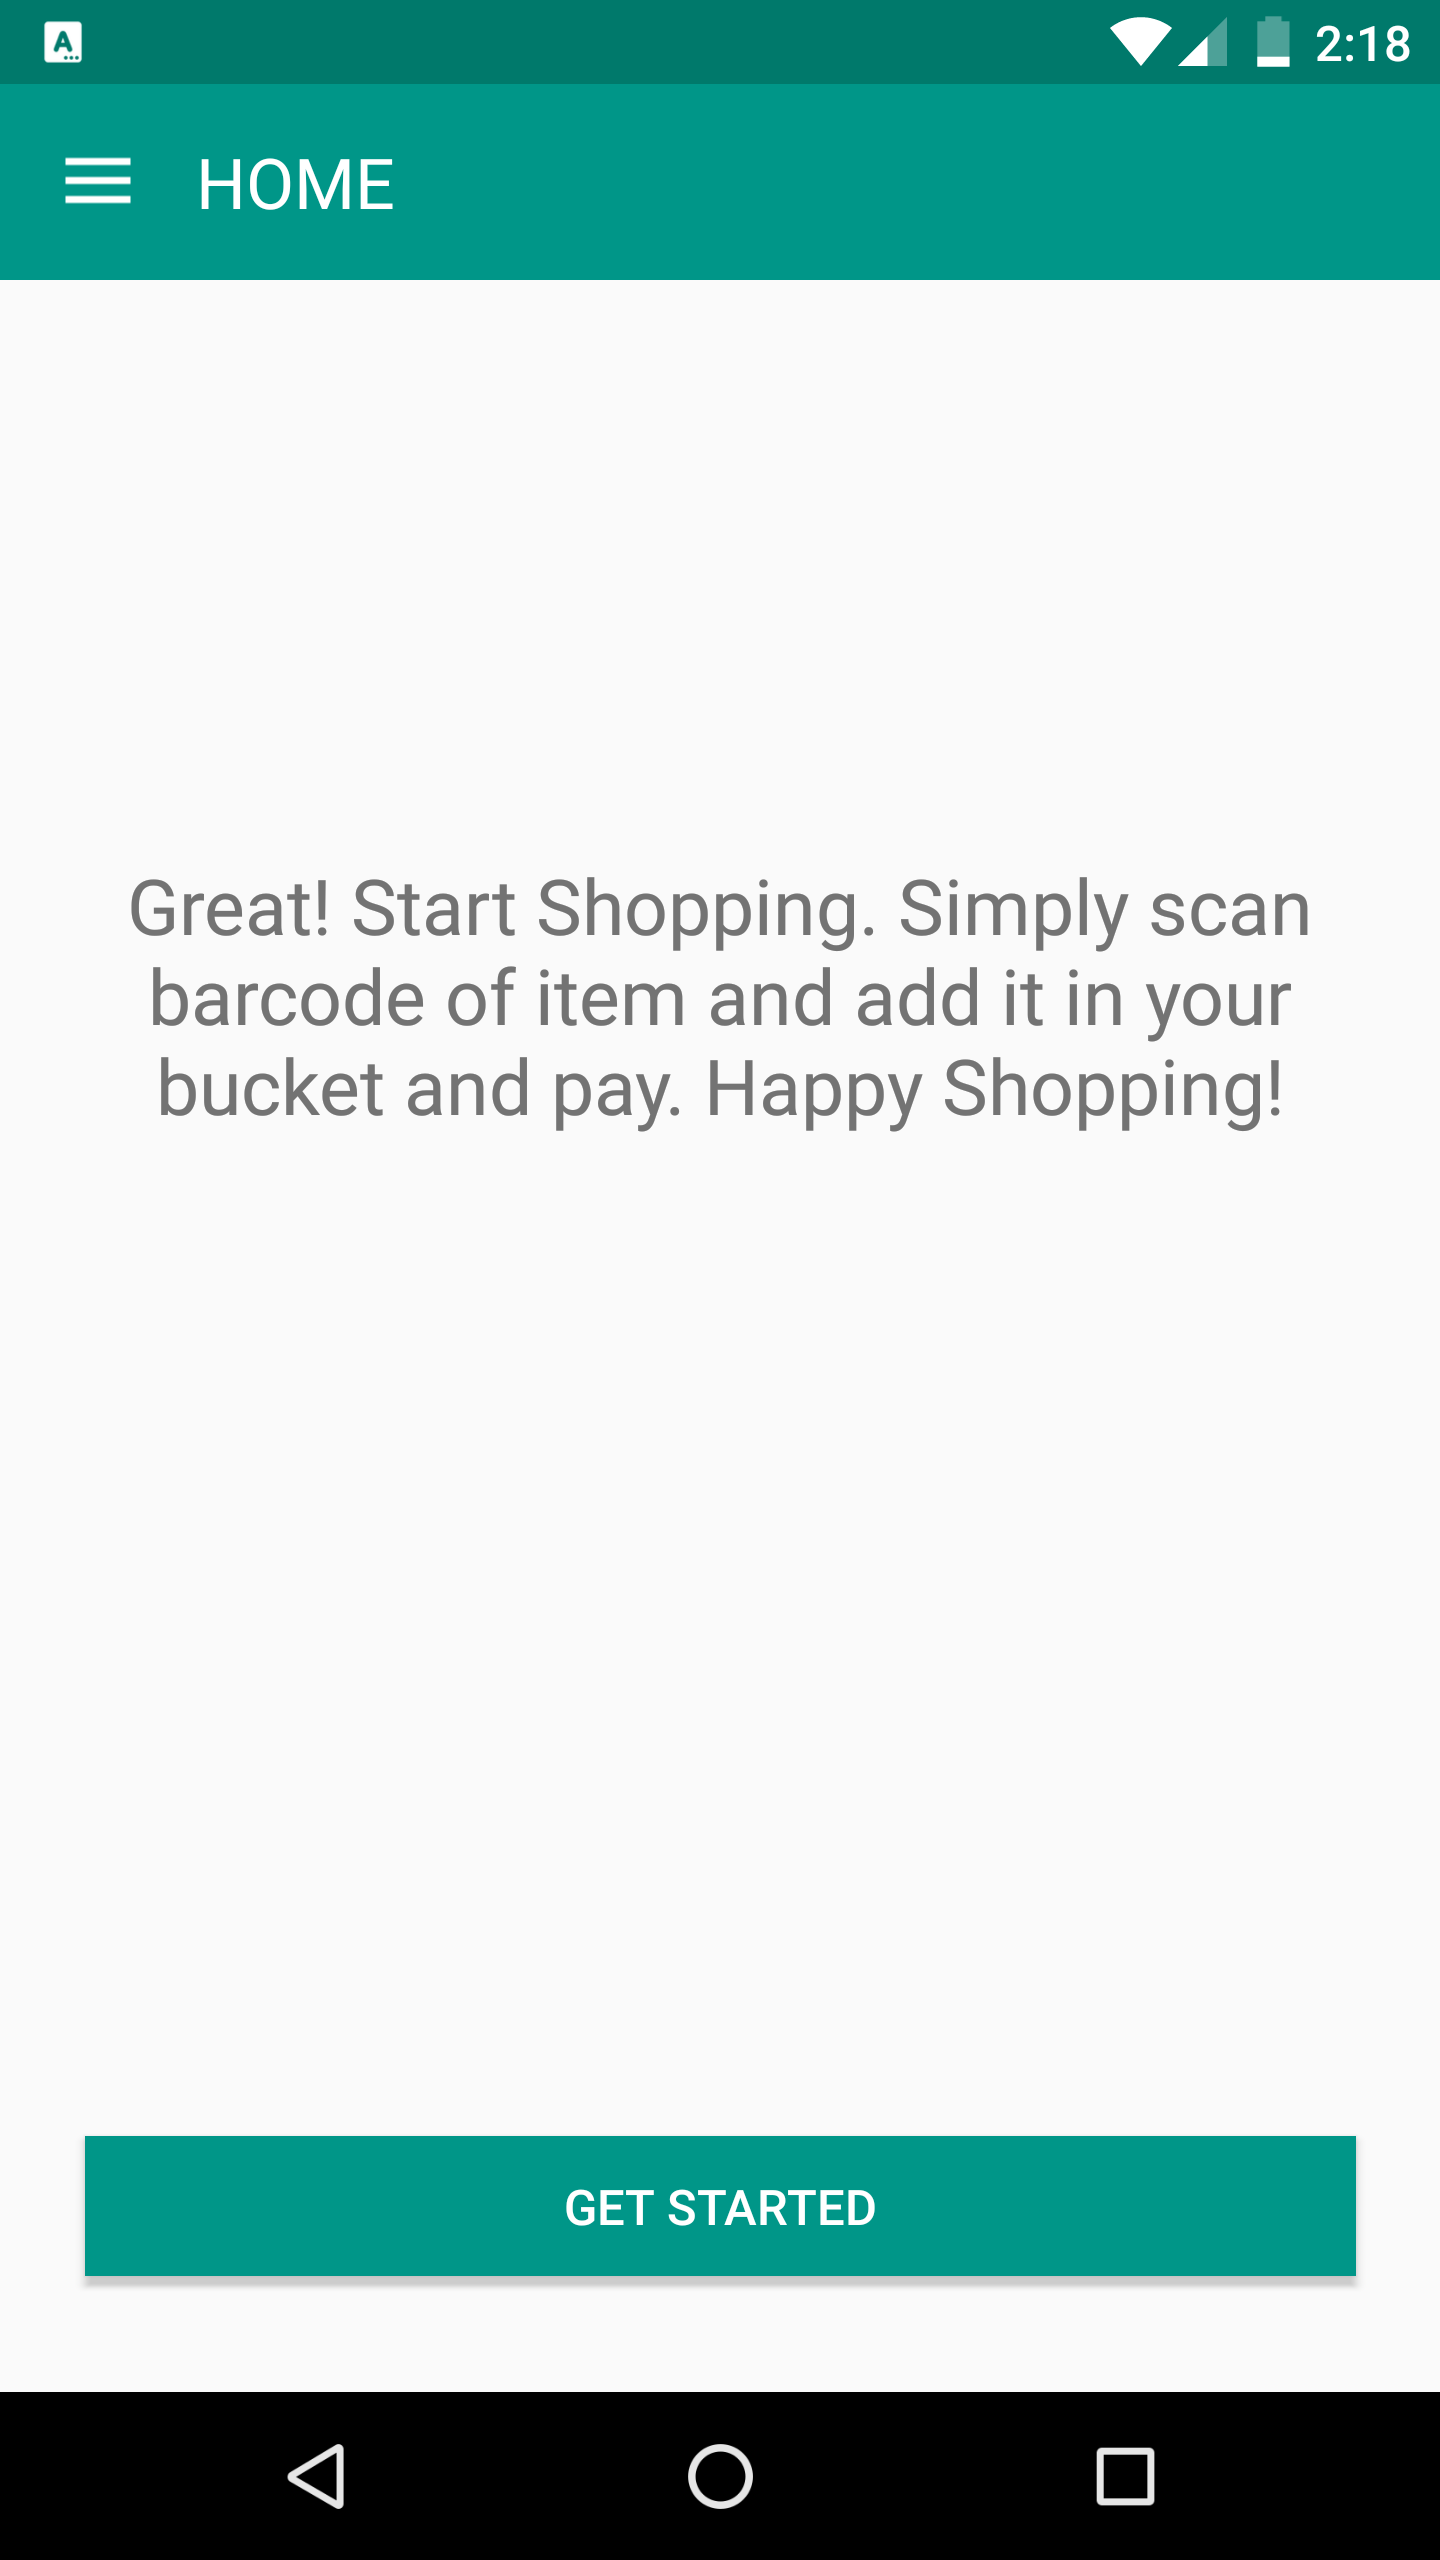 2:18
HOME
Great! Start Shopping. Simply scan
barcode of item and add it in your
bucket and pay. Happy Shopping!
GET STARTED